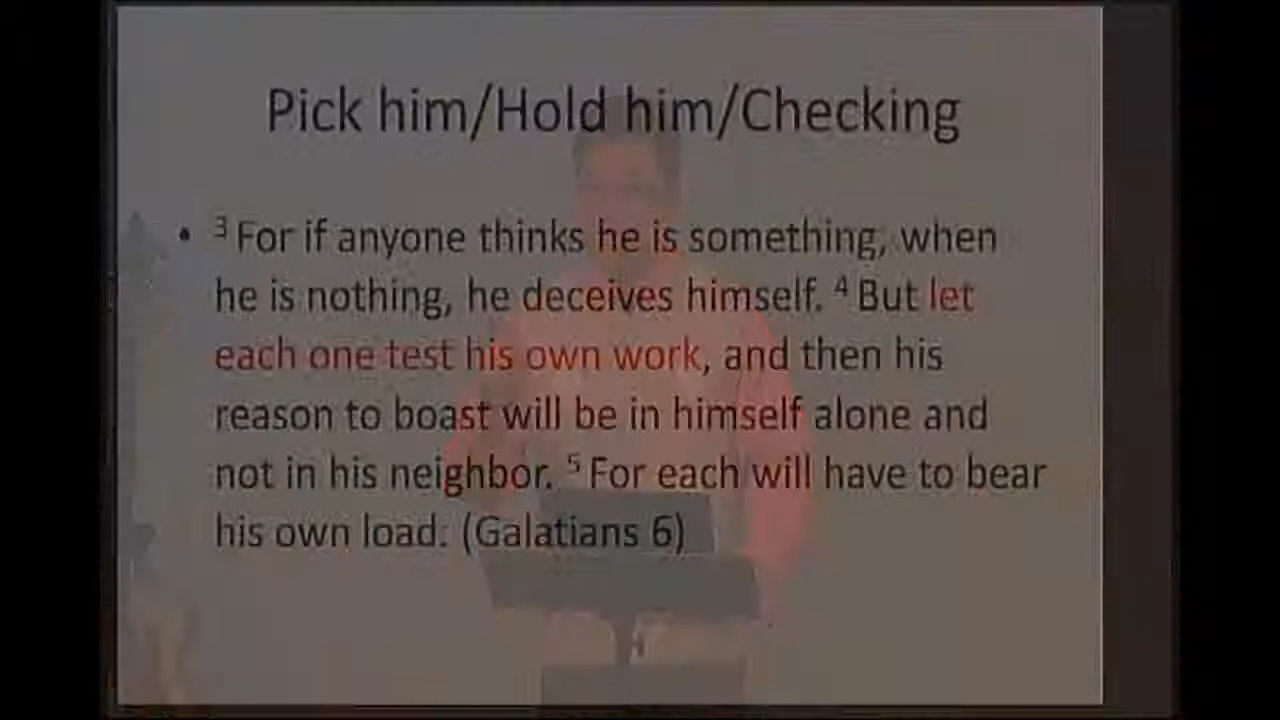 Pick him/Hold him/Checking
• ³ For if anyone thinks he is something, when
he is nothing, he deceives himself. ⁴ But let
each one test his own work, and then his
reason to boast will be in himself alone and
not in his neighbor. ⁵ For each will have to bear
his own load. (Galatians 6)